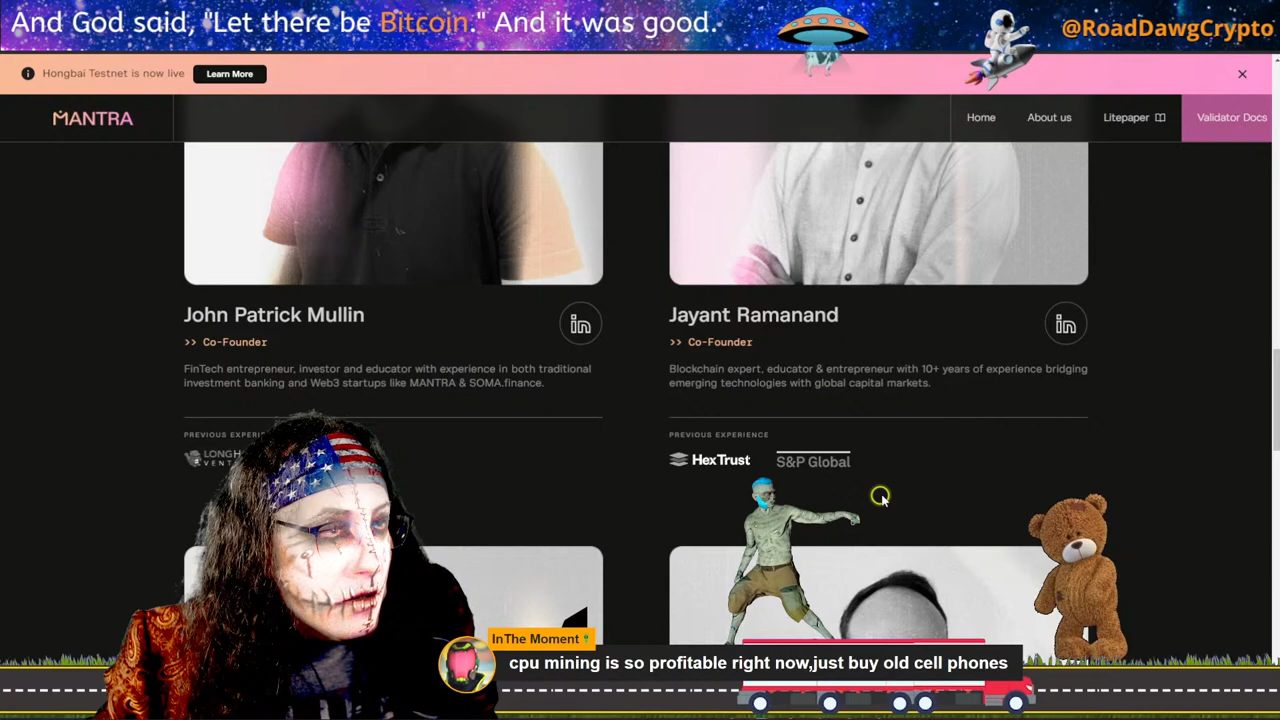 And God said, "Let there be Bitcoin." And it was good.
@RoadDawgCrypto
Hongbai Testnet is now live
Learn More
MANTRA
Home
About us
Litepaper
Validator Docs
John Patrick Mullin
in
>> Co-Founder
FinTech entrepreneur, investor and educator with experience in both traditional
investment banking and Web3 startups like MANTRA & SOMA.finance.
Jayant Ramanand
in
>> Co-Founder
Blockchain expert, educator & entrepreneur with 10+ years of experience bridging
emerging technologies with global capital markets.
PREVIOUS
PREVIOUS EXPERIENCE
HexTrust
S&P Global
InThe Moment
cpu mining is so profitable right now,just buy old cell phones